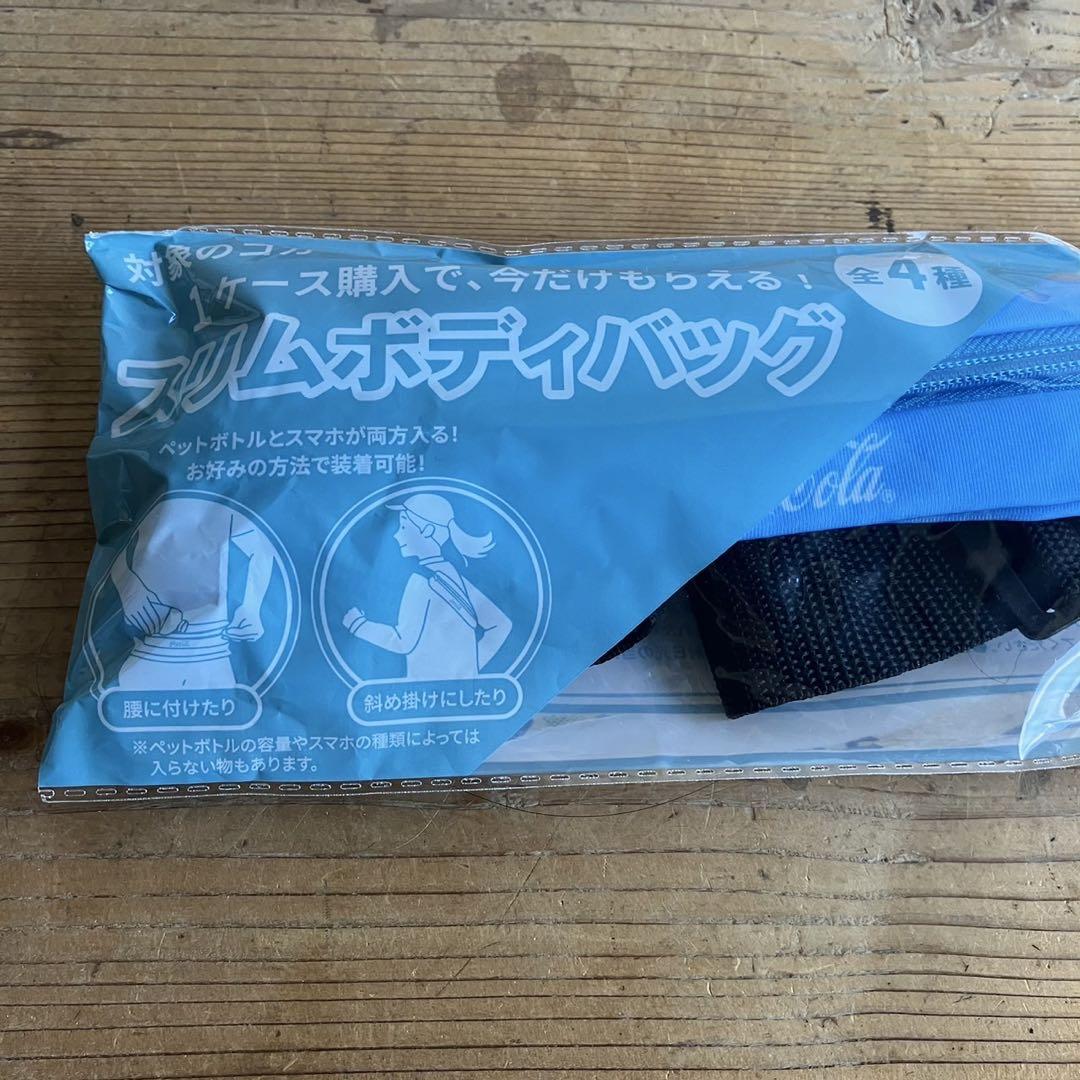 対象のコカ
1ケース購入で、今だけもらえる!
全4種
スリムボディバッグ
ペットボトルとスマホが両方入る!
お好みの方法で装着可能!
Cola®
腰に付けたり
斜め掛けにしたり
※ペットボトルの容量やスマホの種類によっては
入らない物もあります。